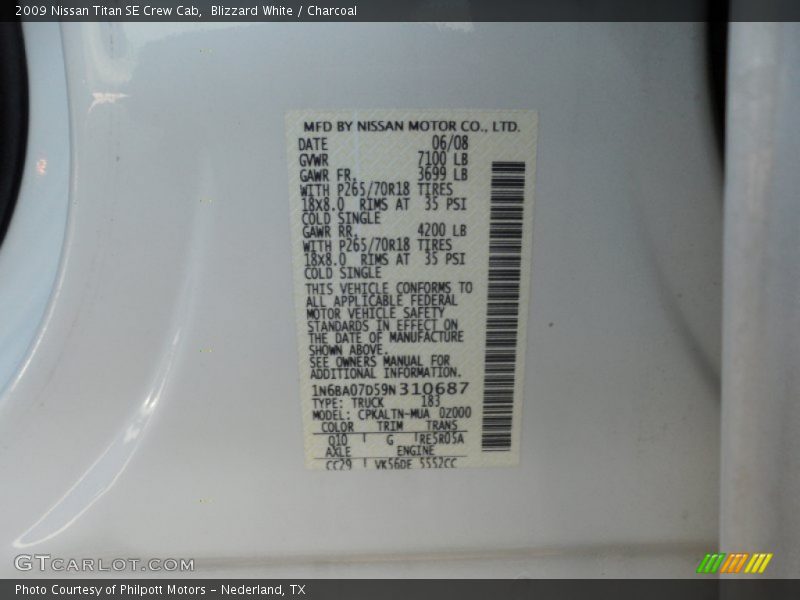 2009 Nissan Titan SE Crew Cab,  Blizzard White / Charcoal
MFD BY NISSAN MOTOR CO., LTD.
DATE 06/08
GVWR 7100 LB
GAWR FR. 3699 LB
WITH P265/70R18 TIRES
18X8.0 RIMS AT 35 PSI
COLD SINGLE
GAWR RR. 4200 LB
WITH P265/70R18 TIRES
18X8.0 RIMS AT 35 PSI
COLD SINGLE
THIS VEHICLE CONFORMS TO
ALL APPLICABLE FEDERAL
MOTOR VEHICLE SAFETY
STANDARDS IN EFFECT ON
THE DATE OF MANUFACTURE
SHOWN ABOVE.
SEE OWNERS MANUAL FOR
ADDITIONAL INFORMATION.
1N6BA07D59N310687
TYPE: TRUCK 183
MODEL: CPKALTN-MUA 0Z000
COLOR TRIM TRANS
Q10 G RE5R05A
AXLE ENGINE
CC29 VK56DE 5552CC
GTCARLOT.COM
Photo Courtesy of Philpott Motors - Nederland, TX